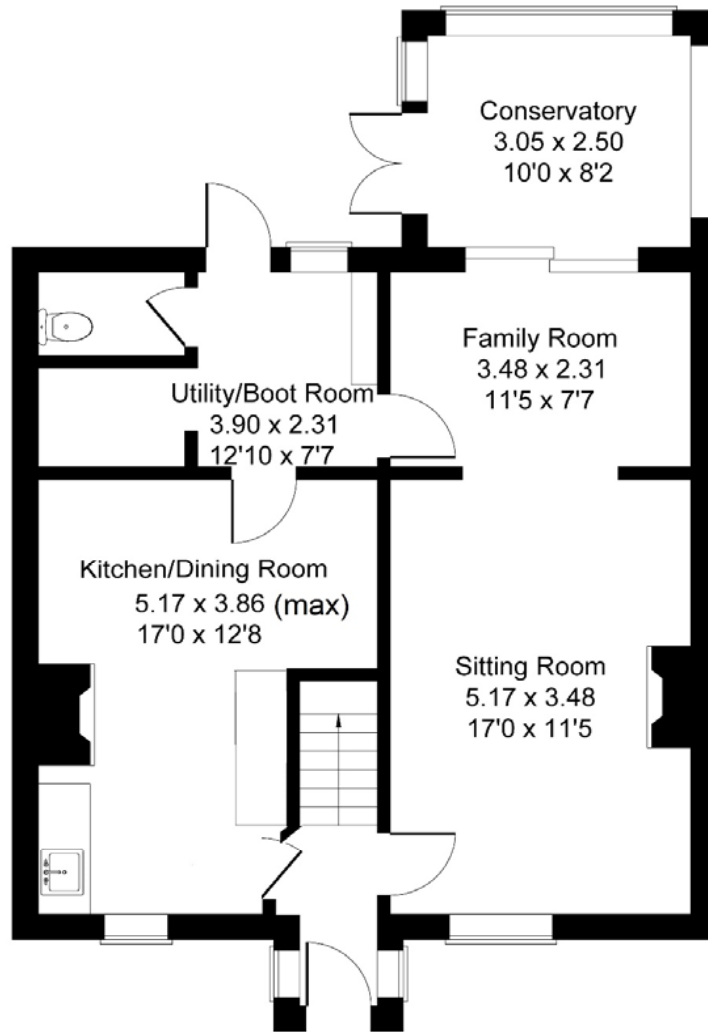 Conservatory
3.05 x 2.50
10'0 x 8'2
Family Room
3.48 x 2.31
11'5 x 7'7
Utility/Boot Room
3.90 x 2.31
12'10 x 7'7
Kitchen/Dining Room
5.17 x 3.86 (max)
17'0 x 12'8
Sitting Room
5.17 x 3.48
17'0 x 11'5